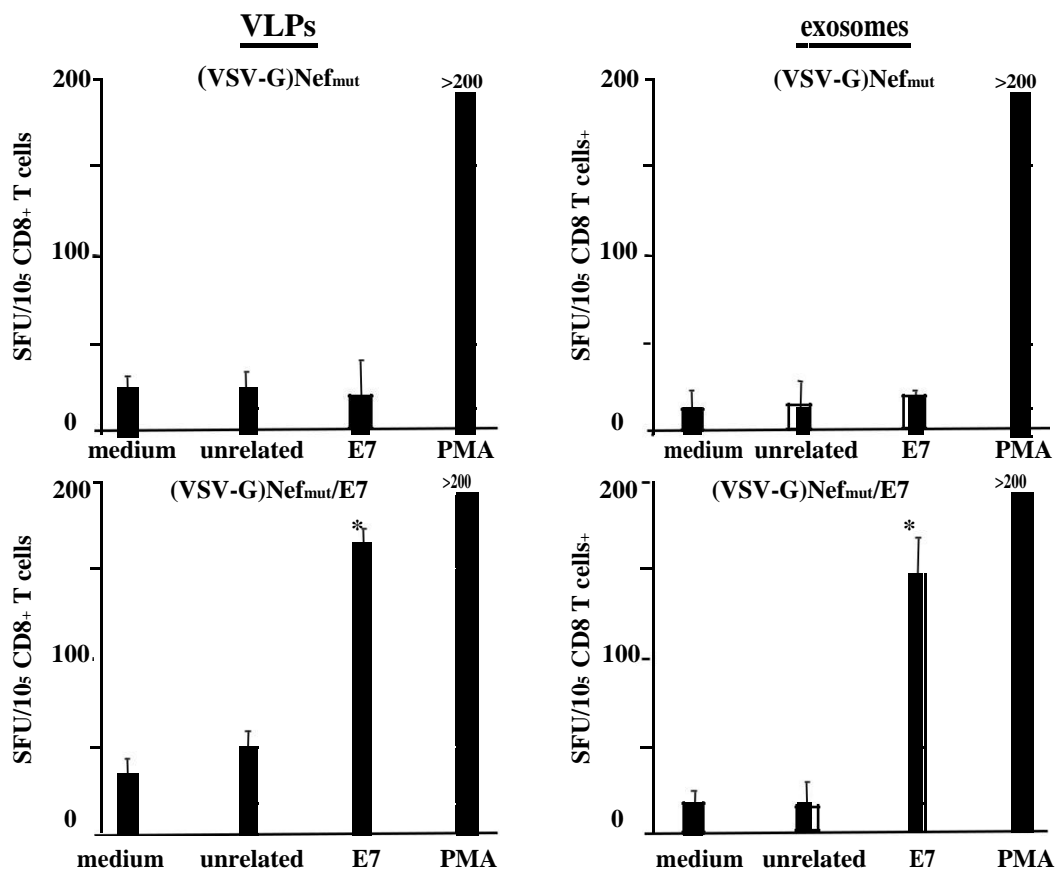 VLPs
exosomes
200
(VSV-G)Nefmut
>200
SFU/105 CD8+ T cells
100
0
medium unrelated E7 PMA
200
(VSV-G)Nefmut
>200
SFU/105 CD8 T cells+
100
0
medium unrelated E7 PMA
200
(VSV-G)Nefmut/E7
>200
*
SFU/105 CD8+ T cells
100
0
medium unrelated E7 PMA
200
(VSV-G)Nefmut/E7
>200
*
SFU/105 CD8 T cells+
100
0
medium unrelated E7 PMA